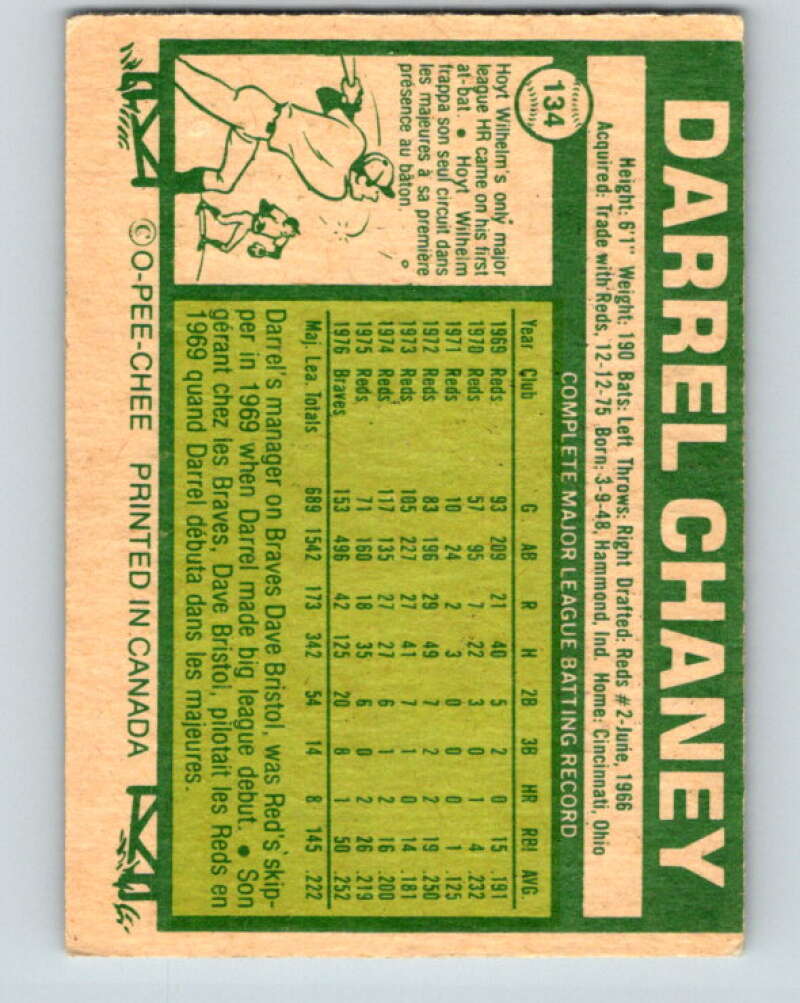 DARREL CHANEY
Height: 6'1" Weight: 190 Bats: Left Throws: Right Drafted: Reds #2-June, 1966
Acquired: Trade with Reds, 12-12-75 Born: 3-9-48, Hammond, Ind. Home: Cincinnati, Ohio
134
COMPLETE MAJOR LEAGUE BATTING RECORD
Hoyt Wilhelm's only major
league HR came on his first
at-bat. • Hoyt Wilhelm
frappa son seul circuit dans
les majeures à sa première
présence au bâton.
Year Club G AB R H 2B 3B HR RBI AVG.
1969 Reds 93 209 21 40 5 2 0 15 .191
1970 Reds 57 95 7 22 3 0 1 4 .232
1971 Reds 10 24 2 3 0 0 0 1 .125
1972 Reds 83 196 29 49 7 2 2 19 .250
1973 Reds 105 227 27 41 7 1 0 14 .181
1974 Reds 117 135 27 27 6 1 2 16 .200
1975 Reds 71 160 18 35 6 0 2 26 .219
1976 Braves 153 496 42 125 20 8 1 50 .252
Maj. Lea. Totals 689 1542 173 342 54 14 8 145 .222
Darrel's manager on Braves Dave Bristol, was Red's skip-
per in 1969 when Darrel made big league debut. • Son
gérant chez les Braves, Dave Bristol, pilotait les Reds en
1969 quand Darrel débuta dans les majeures.
©O-PEE-CHEE PRINTED IN CANADA